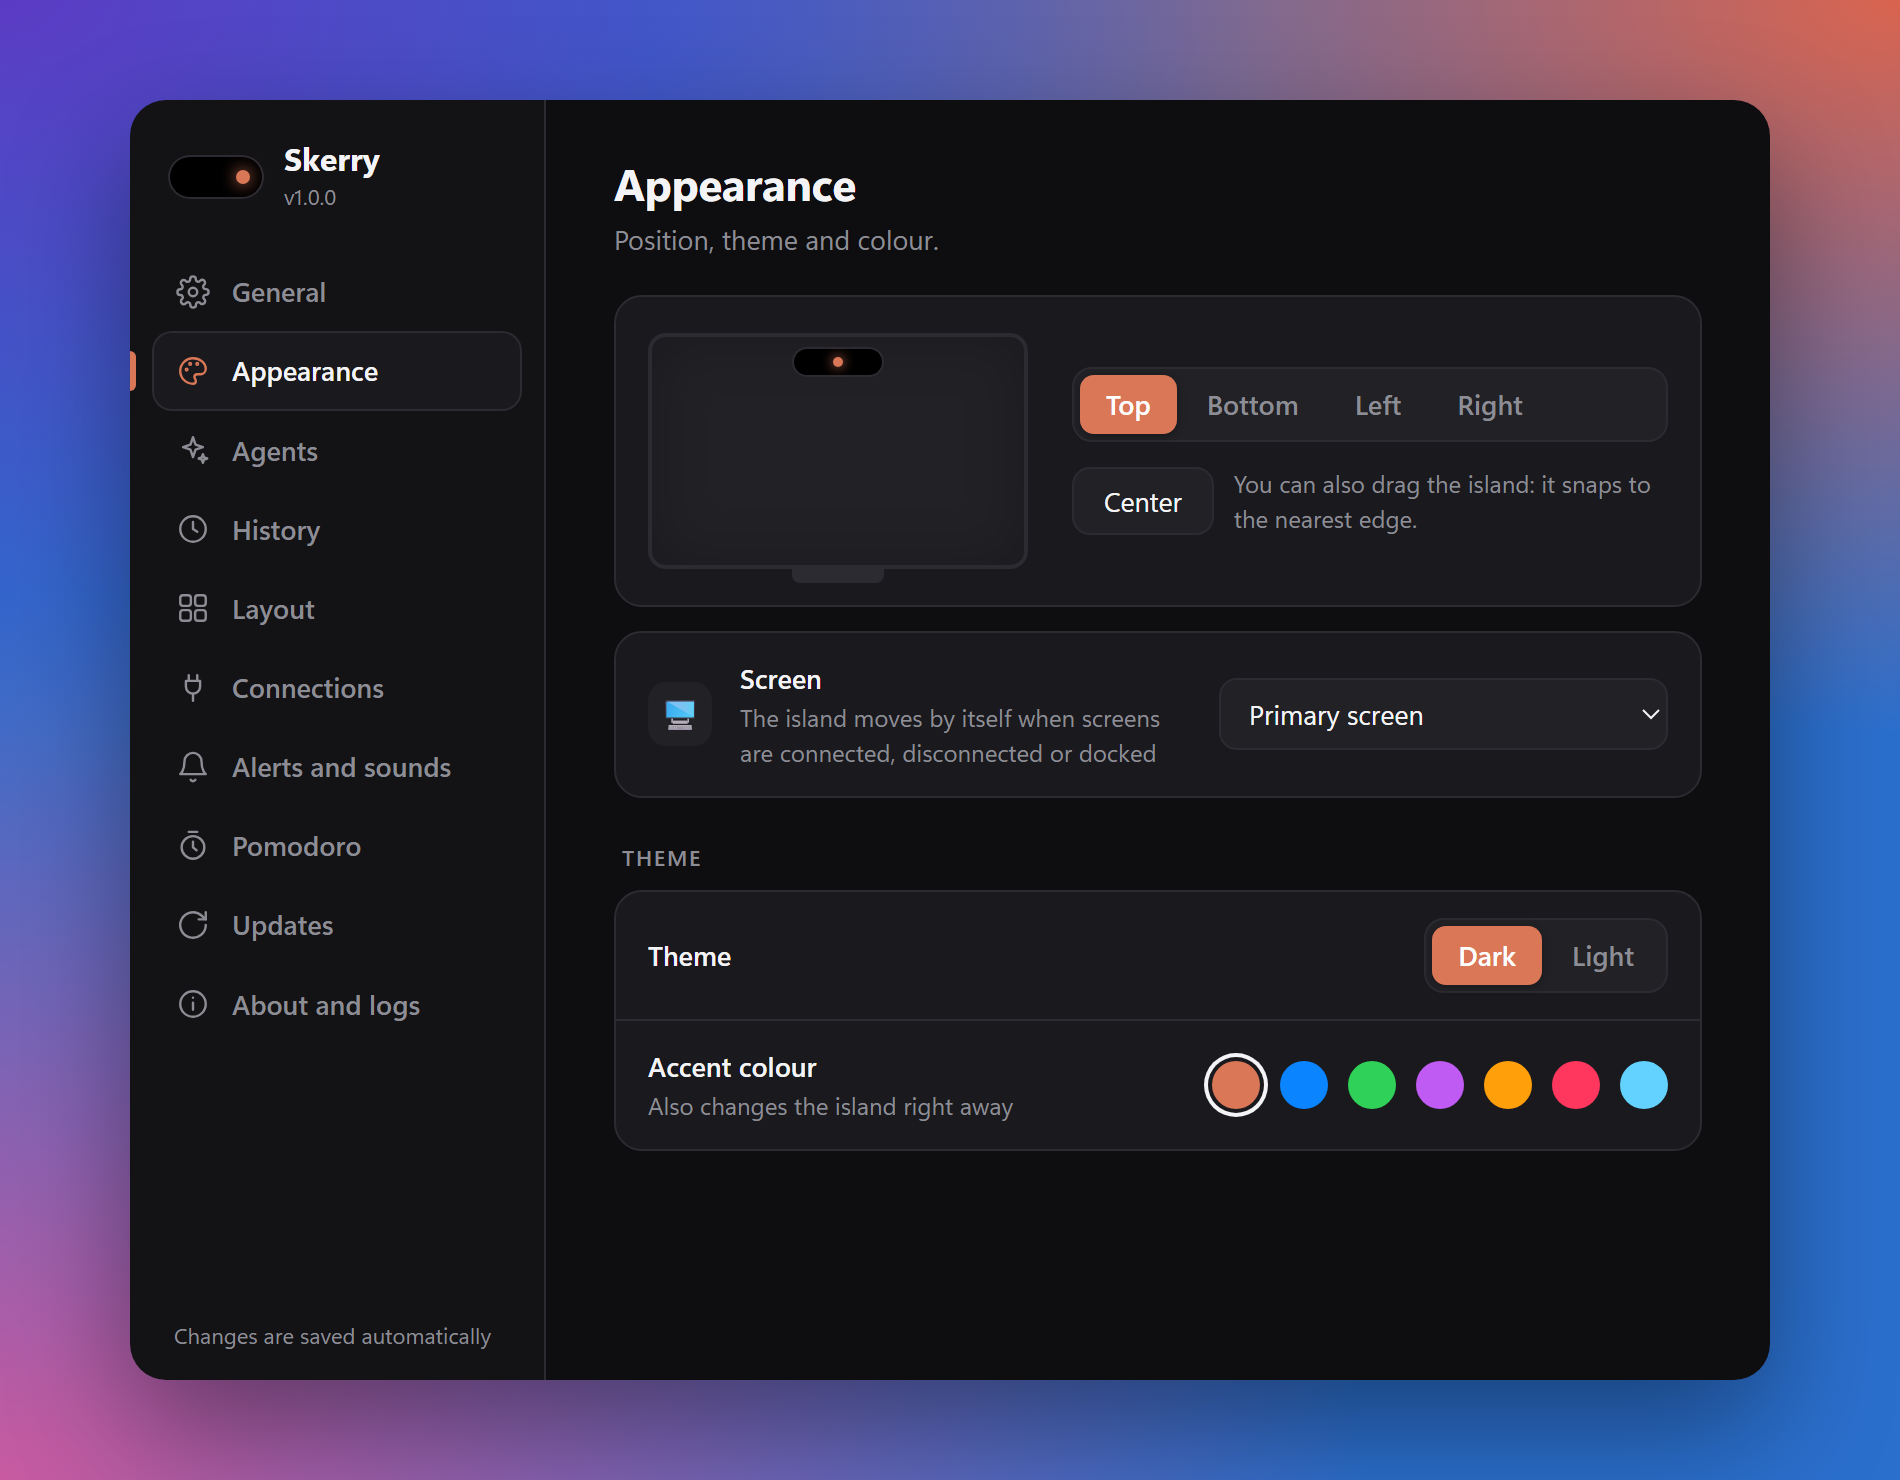 Skerry
v1.0.0
General
Appearance
Agents
History
Layout
Connections
Alerts and sounds
Pomodoro
Updates
About and logs
Changes are saved automatically
Appearance
Position, theme and colour.
Top Bottom Left Right
Center
You can also drag the island: it snaps to
the nearest edge.
Screen
The island moves by itself when screens
are connected, disconnected or docked
Primary screen
THEME
Theme
Dark Light
Accent colour
Also changes the island right away